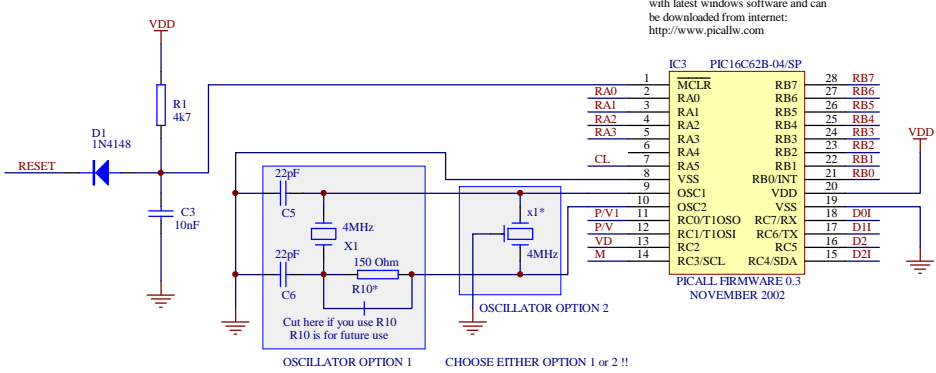 with latest windows software and can
be downloaded from internet:
http://www.picallw.com
VDD
R1
4k7
D1
1N4148
RESET
C3
10nF
IC3 PIC16C62B-04/SP
1 MCLR RB7 28 RB7
RA0 2 RA0 RB6 27 RB6
RA1 3 RA1 RB5 26 RB5
RA2 4 RA2 RB4 25 RB4
RA3 5 RA3 RB3 24 RB3
6 RA4 RB2 23 RB2
CL 7 RA5 RB1 22 RB1
8 VSS RB0/INT 21 RB0
9 OSC1 VDD 20
10 OSC2 VSS 19
P/V1 11 RC0/T1OSO RC7/RX 18 D0I
P/V 12 RC1/T1OSI RC6/TX 17 D1I
VD 13 RC2 RC5 16 D2
M 14 RC3/SCL RC4/SDA 15 D2I
VDD
PICALL FIRMWARE 0.3
NOVEMBER 2002
22pF
C5
4MHz
X1
22pF
C6
150 Ohm
R10*
Cut here if you use R10
R10 is for future use
OSCILLATOR OPTION 1
x1*
4MHz
OSCILLATOR OPTION 2
CHOOSE EITHER OPTION 1 or 2 !!